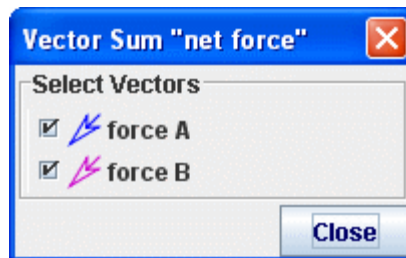 Vector Sum "net force"
Select Vectors
force A
force B
Close